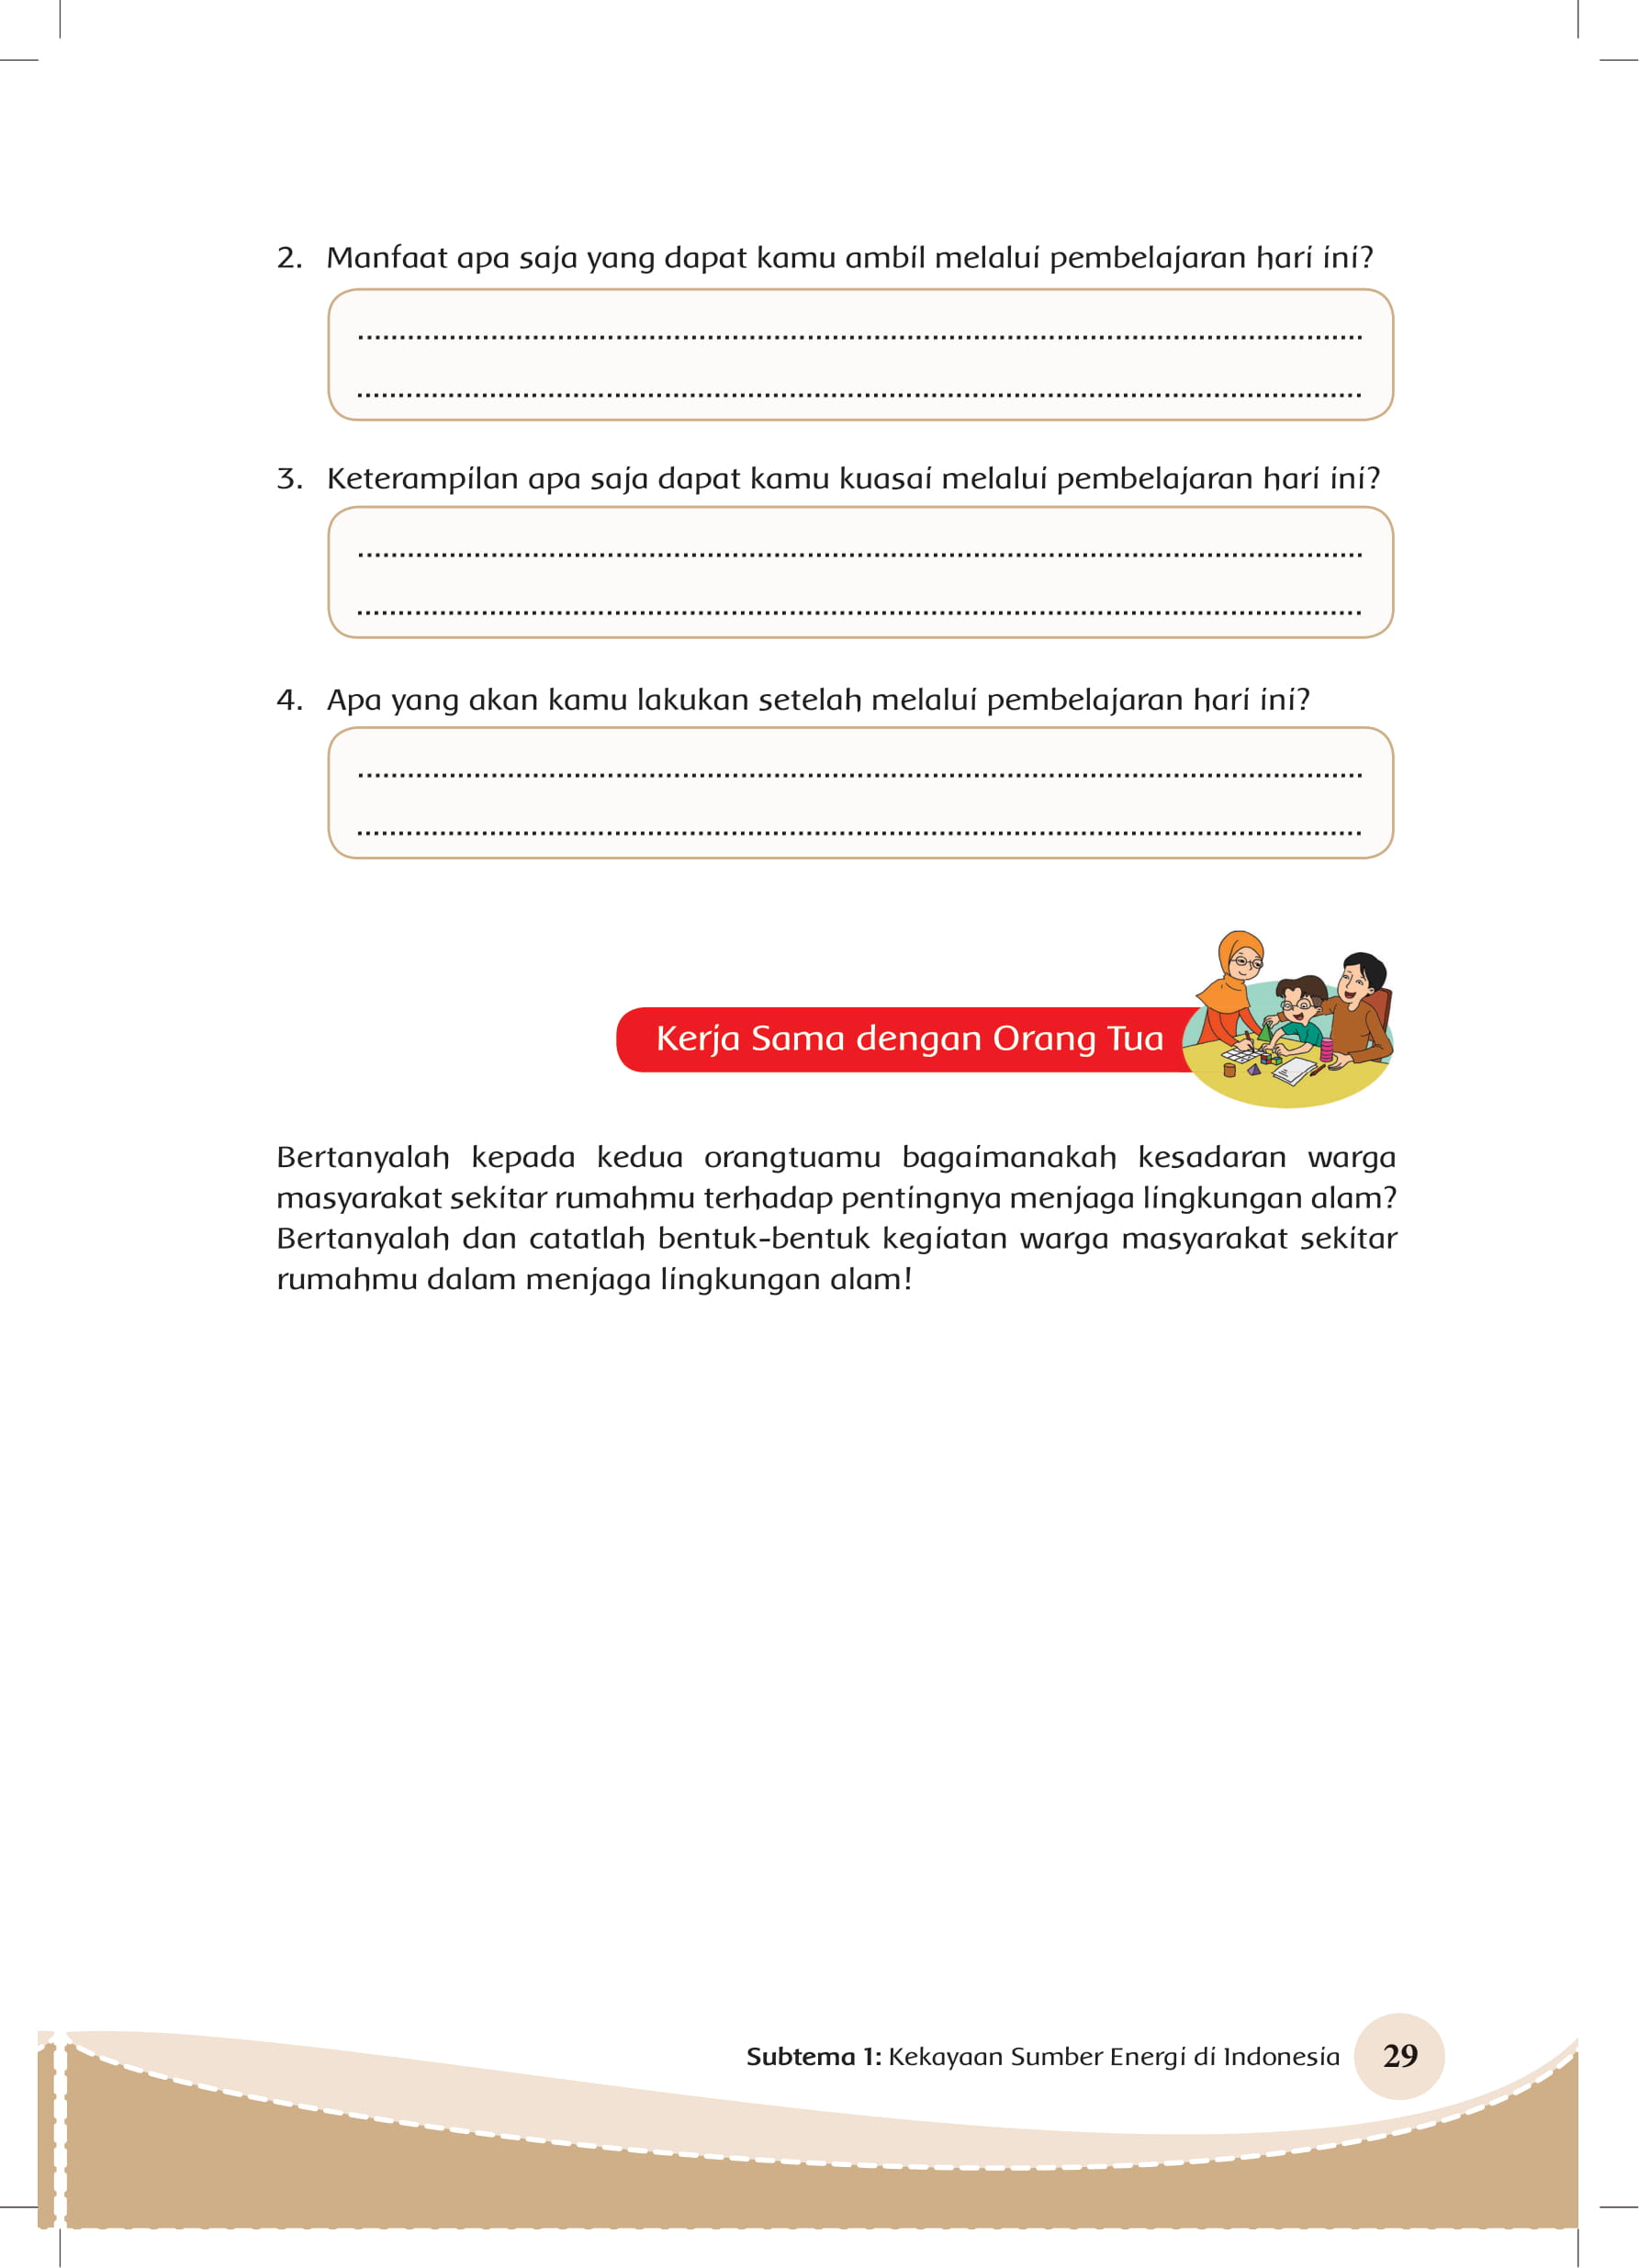 2. Manfaat apa saja yang dapat kamu ambil melalui pembelajaran hari ini?
3. Keterampilan apa saja dapat kamu kuasai melalui pembelajaran hari ini?
4. Apa yang akan kamu lakukan setelah melalui pembelajaran hari ini?
Kerja Sama dengan Orang Tua
Bertanyalah kepada kedua orangtuamu bagaimanakah kesadaran warga
masyarakat sekitar rumahmu terhadap pentingnya menjaga lingkungan alam?
Bertanyalah dan catatlah bentuk-bentuk kegiatan warga masyarakat sekitar
rumahmu dalam menjaga lingkungan alam!
Subtema 1: Kekayaan Sumber Energi di Indonesia 29